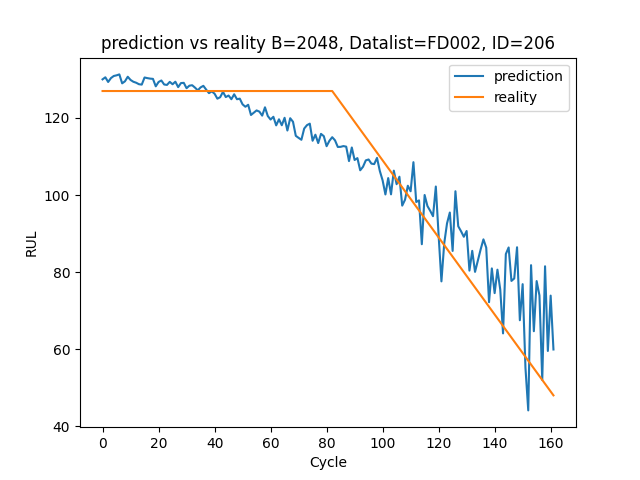 prediction vs reality B=2048, Datalist=FD002, ID=206
prediction
reality
RUL
120
100
80
60
40
0 20 40 60 80 100 120 140 160
Cycle